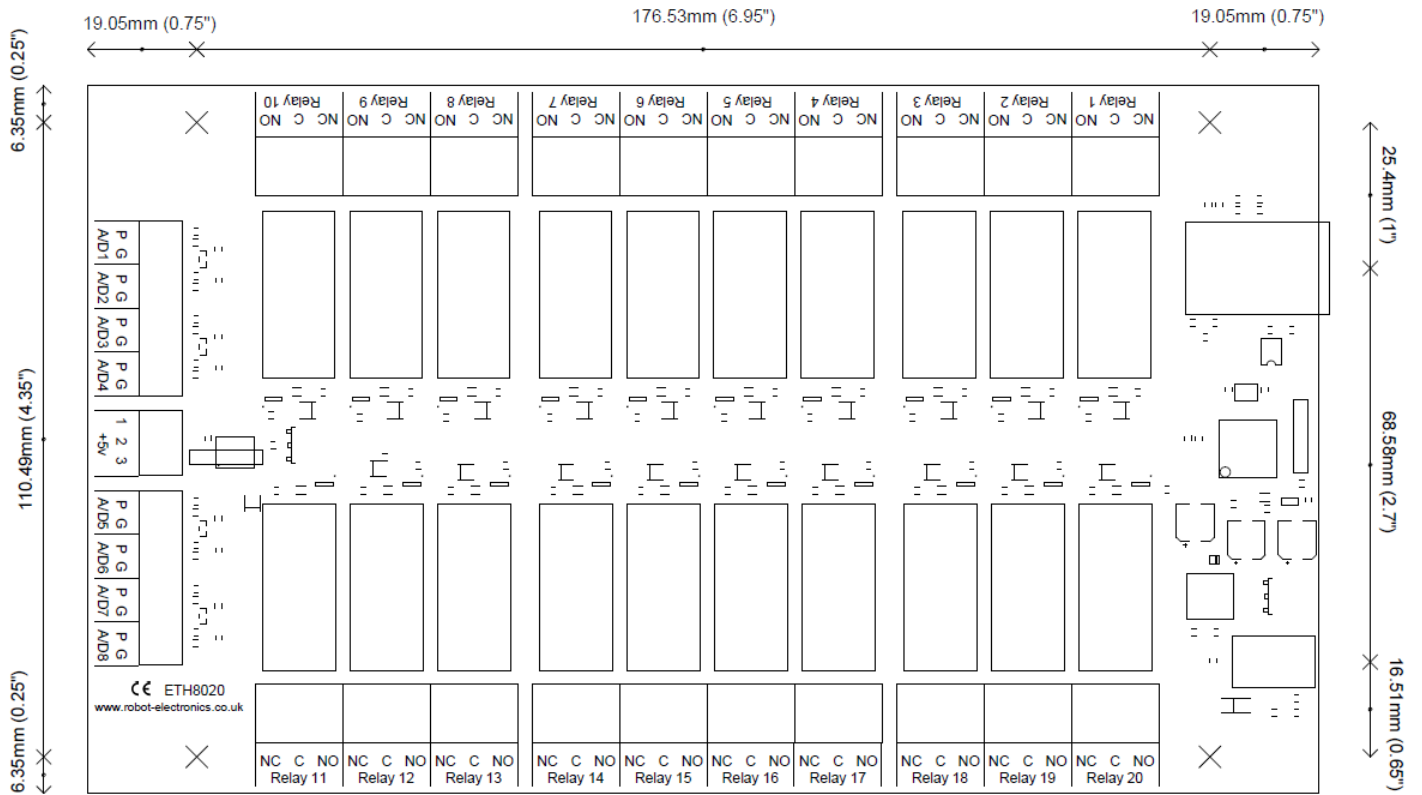 19.05mm (0.75")
176.53mm (6.95")
19.05mm (0.75")
6.35mm (0.25")
110.49mm (4.35")
6.35mm (0.25")
25.4mm (1")
68.58mm (2.7")
16.51mm (0.65")
Relay 10
NC C NO
Relay 9
NC C NO
Relay 8
NC C NO
Relay 7
NC C NO
Relay 6
NC C NO
Relay 5
NC C NO
Relay 4
NC C NO
Relay 3
NC C NO
Relay 2
NC C NO
Relay 1
NC C NO
P G
A/D1
P G
A/D2
P G
A/D3
P G
A/D4
1 2 3
+5v
P G
A/D5
P G
A/D6
P G
A/D7
P G
A/D8
CE ETH8020
www.robot-electronics.co.uk
NC C NO
Relay 11
NC C NO
Relay 12
NC C NO
Relay 13
NC C NO
Relay 14
NC C NO
Relay 15
NC C NO
Relay 16
NC C NO
Relay 17
NC C NO
Relay 18
NC C NO
Relay 19
NC C NO
Relay 20